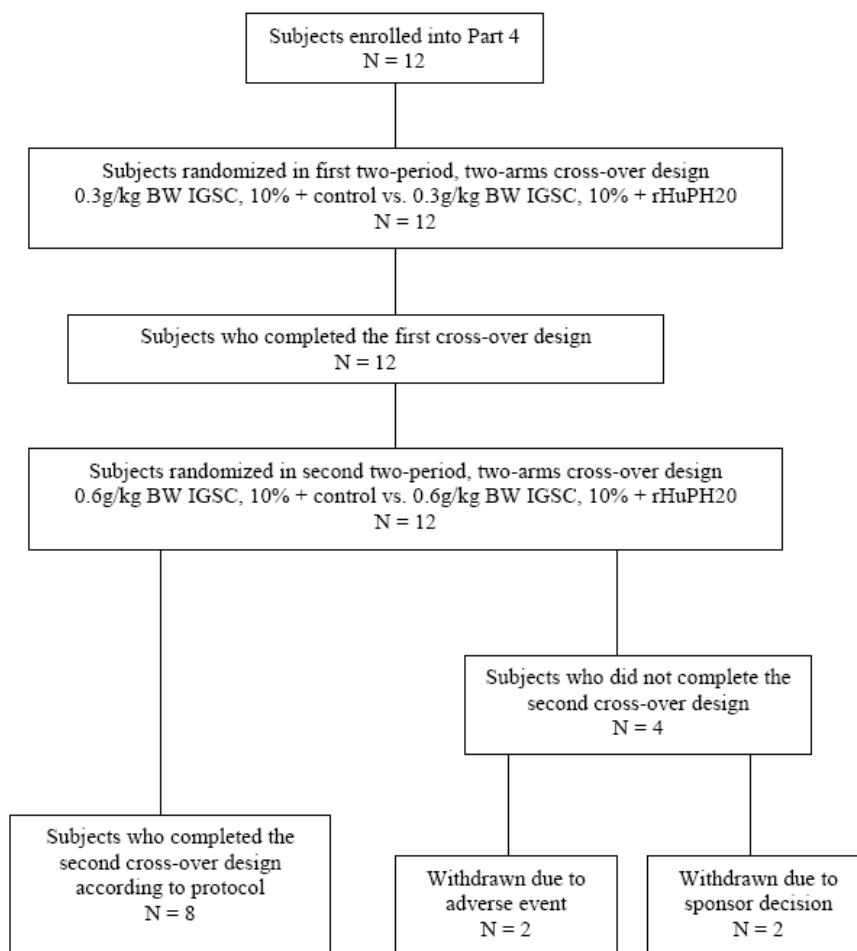 Subjects enrolled into Part 4
N = 12
Subjects randomized in first two-period, two-arms cross-over design
0.3g/kg BW IGSC, 10% + control vs. 0.3g/kg BW IGSC, 10% + rHuPH20
N = 12
Subjects who completed the first cross-over design
N = 12
Subjects randomized in second two-period, two-arms cross-over design
0.6g/kg BW IGSC, 10% + control vs. 0.6g/kg BW IGSC, 10% + rHuPH20
N = 12
Subjects who did not complete the
second cross-over design
N = 4
Subjects who completed the
second cross-over design
according to protocol
N = 8
Withdrawn due to
adverse event
N = 2
Withdrawn due to
sponsor decision
N = 2